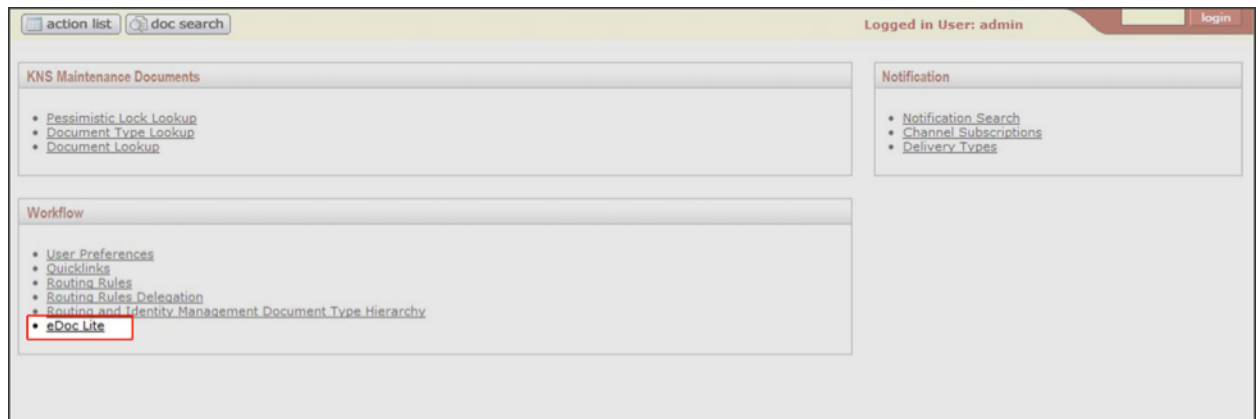 action list doc search Logged in User: admin login
KNS Maintenance Documents
Pessimistic Lock Lookup
Document Type Lookup
Document Lookup
Notification
Notification Search
Channel Subscriptions
Delivery Types
Workflow
User Preferences
Quicklinks
Routing Rules
Routing Rules Delegation
Routing and Identity Management Document Type Hierarchy
eDoc Lite